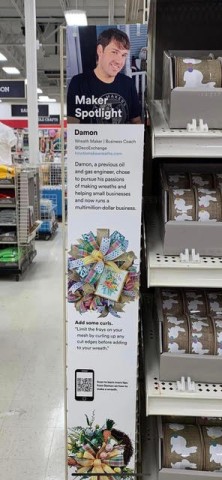 Maker
Spotlight
Damon
Wreath Maker | Business Coach
@DecoExchange
Damon, a previous oil
and gas engineer, chose
to pursue his passions
of making wreaths and
helping small businesses
and now runs a
multimillion-dollar business.
Add some curls.
"Limit the frays on your
mesh by curling up any
cut edges before adding
to your wreath."